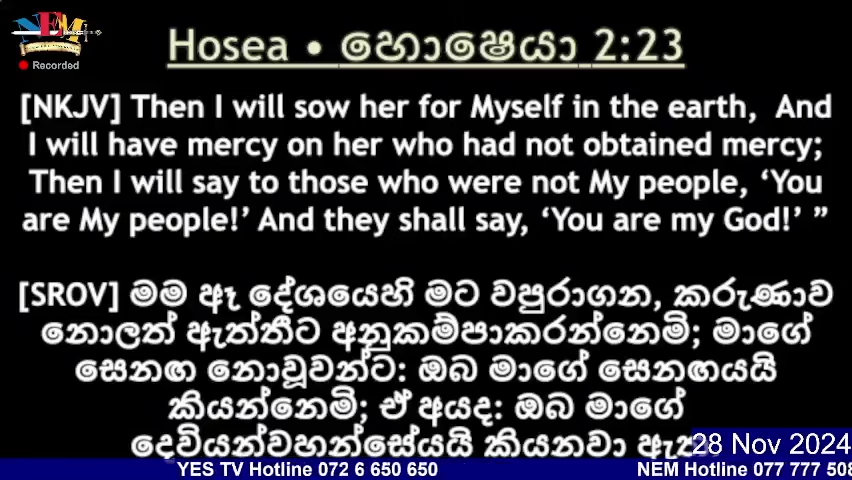 NEM
Recorded
Hosea • හොෂෙයා 2:23
[NKJV] Then I will sow her for Myself in the earth, And
I will have mercy on her who had not obtained mercy;
Then I will say to those who were not My people, ‘You
are My people!’ And they shall say, ‘You are my God!’ ”
[SROV] මම ඈ දේශයෙහි මට වපුරාගන, කරුණාව
නොලත් ඇත්තීට අනුකම්පාකරන්නෙමි; මාගේ
සෙනඟ නොවූවන්ට: ඔබ මාගේ සෙනඟයයි
කියන්නෙමි; ඒ අයද: ඔබ මාගේ
දෙවියන්වහන්සේයයි කියනවා
28 Nov 2024
YES TV Hotline 072 6 650 650 NEM Hotline 077 777 508